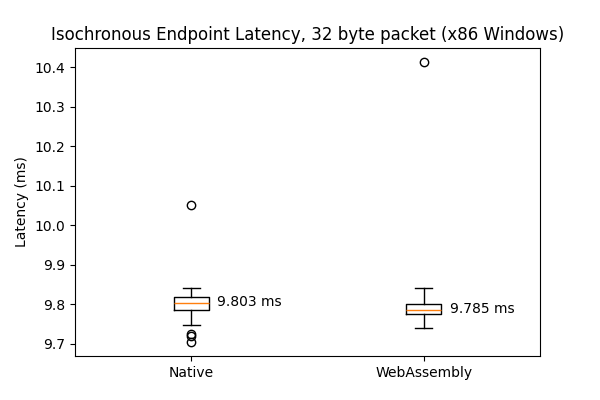 Isochronous Endpoint Latency, 32 byte packet (x86 Windows)
Latency (ms)
10.4
10.3
10.2
10.1
10.0
9.9
9.8
9.7
9.803 ms
9.785 ms
Native
WebAssembly